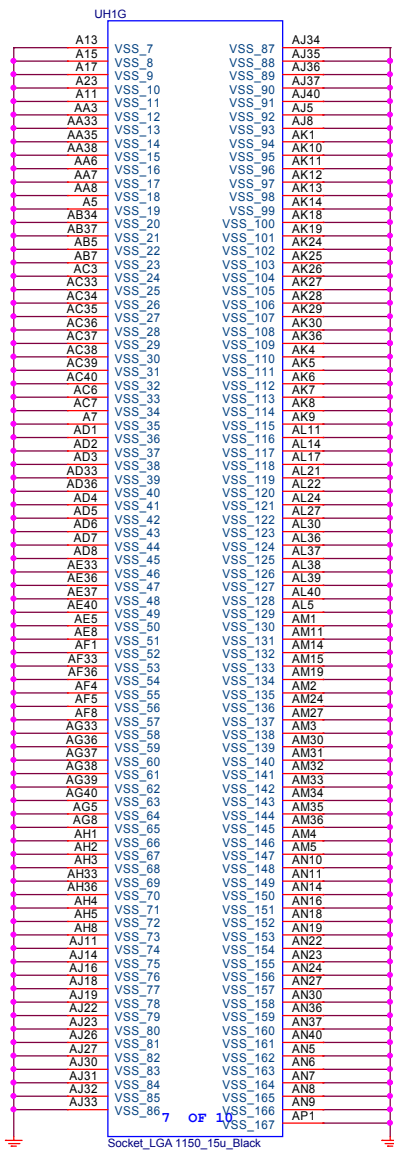 UH1G
A13 VSS_7 VSS_87 AJ34
A15 VSS_8 VSS_88 AJ35
A17 VSS_9 VSS_89 AJ36
A23 VSS_10 VSS_90 AJ37
A11 VSS_11 VSS_91 AJ40
AA3 VSS_12 VSS_92 AJ5
AA33 VSS_13 VSS_93 AJ8
AA35 VSS_14 VSS_94 AK1
AA38 VSS_15 VSS_95 AK10
AA6 VSS_16 VSS_96 AK11
AA7 VSS_17 VSS_97 AK12
AA8 VSS_18 VSS_98 AK13
A5 VSS_19 VSS_99 AK14
AB34 VSS_20 VSS_100 AK18
AB37 VSS_21 VSS_101 AK19
AB5 VSS_22 VSS_102 AK24
AB7 VSS_23 VSS_103 AK25
AC3 VSS_24 VSS_104 AK26
AC33 VSS_25 VSS_105 AK27
AC34 VSS_26 VSS_106 AK28
AC35 VSS_27 VSS_107 AK29
AC36 VSS_28 VSS_108 AK30
AC37 VSS_29 VSS_109 AK36
AC38 VSS_30 VSS_110 AK4
AC39 VSS_31 VSS_111 AK5
AC40 VSS_32 VSS_112 AK6
AC6 VSS_33 VSS_113 AK7
AC7 VSS_34 VSS_114 AK8
A7 VSS_35 VSS_115 AK9
AD1 VSS_36 VSS_116 AL11
AD2 VSS_37 VSS_117 AL14
AD3 VSS_38 VSS_118 AL17
AD33 VSS_39 VSS_119 AL21
AD36 VSS_40 VSS_120 AL22
AD4 VSS_41 VSS_121 AL24
AD5 VSS_42 VSS_122 AL27
AD6 VSS_43 VSS_123 AL30
AD7 VSS_44 VSS_124 AL36
AD8 VSS_45 VSS_125 AL37
AE33 VSS_46 VSS_126 AL38
AE36 VSS_47 VSS_127 AL39
AE37 VSS_48 VSS_128 AL40
AE40 VSS_49 VSS_129 AL5
AE5 VSS_50 VSS_130 AM1
AE8 VSS_51 VSS_131 AM11
AF1 VSS_52 VSS_132 AM14
AF33 VSS_53 VSS_133 AM15
AF36 VSS_54 VSS_134 AM19
AF4 VSS_55 VSS_135 AM2
AF5 VSS_56 VSS_136 AM24
AF8 VSS_57 VSS_137 AM27
AG33 VSS_58 VSS_138 AM3
AG36 VSS_59 VSS_139 AM30
AG37 VSS_60 VSS_140 AM31
AG38 VSS_61 VSS_141 AM32
AG39 VSS_62 VSS_142 AM33
AG40 VSS_63 VSS_143 AM34
AG5 VSS_64 VSS_144 AM35
AG8 VSS_65 VSS_145 AM36
AH1 VSS_66 VSS_146 AM4
AH2 VSS_67 VSS_147 AM5
AH3 VSS_68 VSS_148 AN10
AH33 VSS_69 VSS_149 AN11
AH36 VSS_70 VSS_150 AN14
AH4 VSS_71 VSS_151 AN16
AH5 VSS_72 VSS_152 AN18
AH8 VSS_73 VSS_153 AN19
AJ11 VSS_74 VSS_154 AN22
AJ14 VSS_75 VSS_155 AN23
AJ16 VSS_76 VSS_156 AN24
AJ18 VSS_77 VSS_157 AN27
AJ19 VSS_78 VSS_158 AN30
AJ22 VSS_79 VSS_159 AN36
AJ23 VSS_80 VSS_160 AN37
AJ26 VSS_81 VSS_161 AN40
AJ27 VSS_82 VSS_162 AN5
AJ30 VSS_83 VSS_163 AN6
AJ31 VSS_84 VSS_164 AN7
AJ32 VSS_85 VSS_165 AN8
AJ33 VSS_86 VSS_166 AN9
7 OF 10
VSS_167 AP1
Socket_LGA 1150_15u_Black